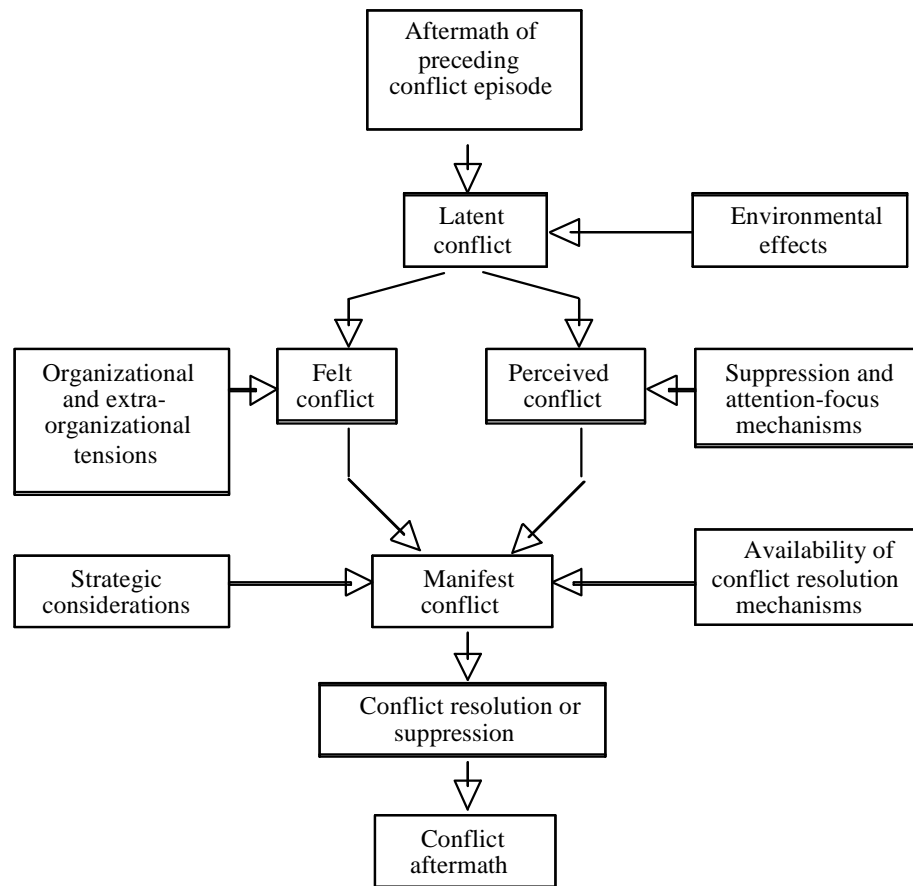 Aftermath of
preceding
conflict episode
Latent
conflict
Environmental
effects
Organizational
and extra-
organizational
tensions
Felt
conflict
Perceived
conflict
Suppression and
attention-focus
mechanisms
Strategic
considerations
Manifest
conflict
Availability of
conflict resolution
mechanisms
Conflict resolution or
suppression
Conflict
aftermath